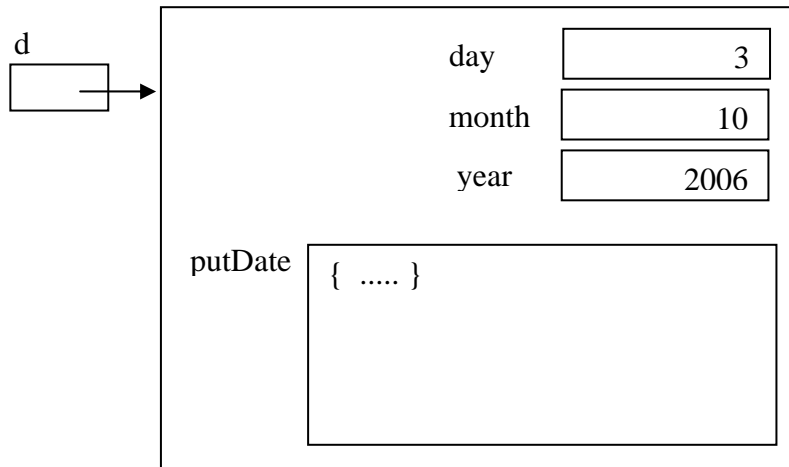 d
day 3
month 10
year 2006
putDate { ..... }